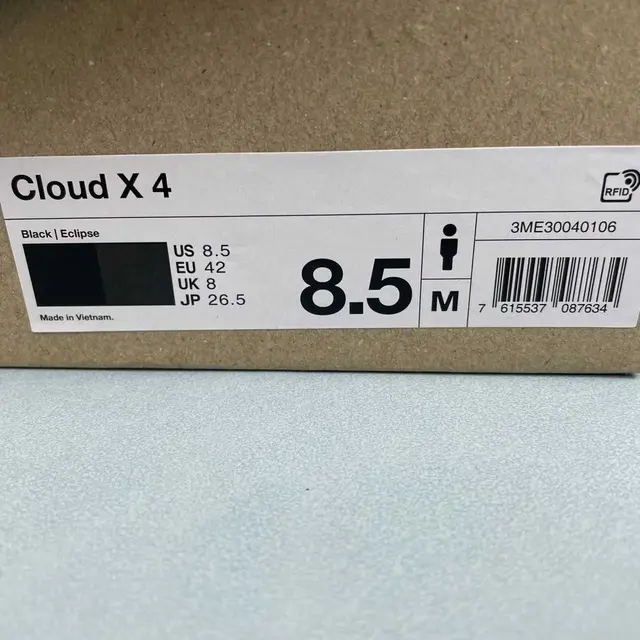 Cloud X 4
RFID
Black | Eclipse
US 8.5
EU 42
UK 8
JP 26.5
Made in Vietnam.
8.5
M
3ME30040106
7 615537 087634